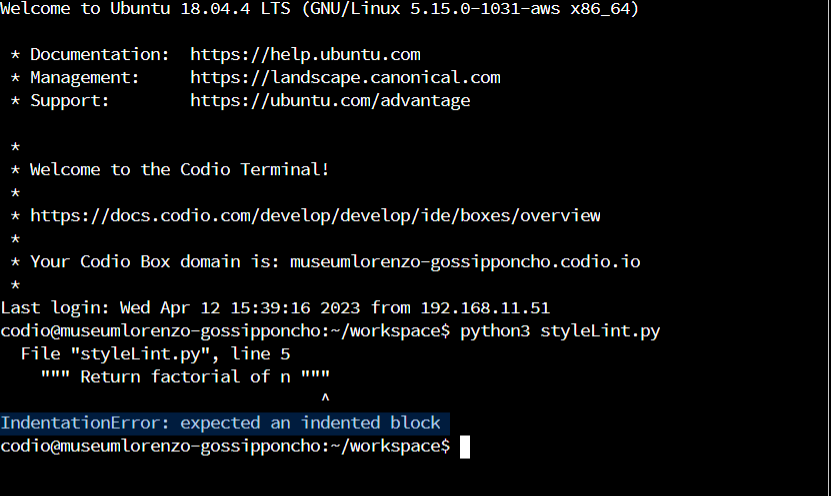 Welcome to Ubuntu 18.04.4 LTS (GNU/Linux 5.15.0-1031-aws x86_64)
* Documentation: https://help.ubuntu.com
* Management: https://landscape.canonical.com
* Support: https://ubuntu.com/advantage
*
* Welcome to the Codio Terminal!
*
* https://docs.codio.com/develop/develop/ide/boxes/overview
*
* Your Codio Box domain is: museumlorenzo-gossipponcho.codio.io
*
Last login: Wed Apr 12 15:39:16 2023 from 192.168.11.51
codio@museumlorenzo-gossipponcho:~/workspace$ python3 styleLint.py
File "styleLint.py", line 5
""" Return factorial of n """
^
IndentationError: expected an indented block
codio@museumlorenzo-gossipponcho:~/workspace$